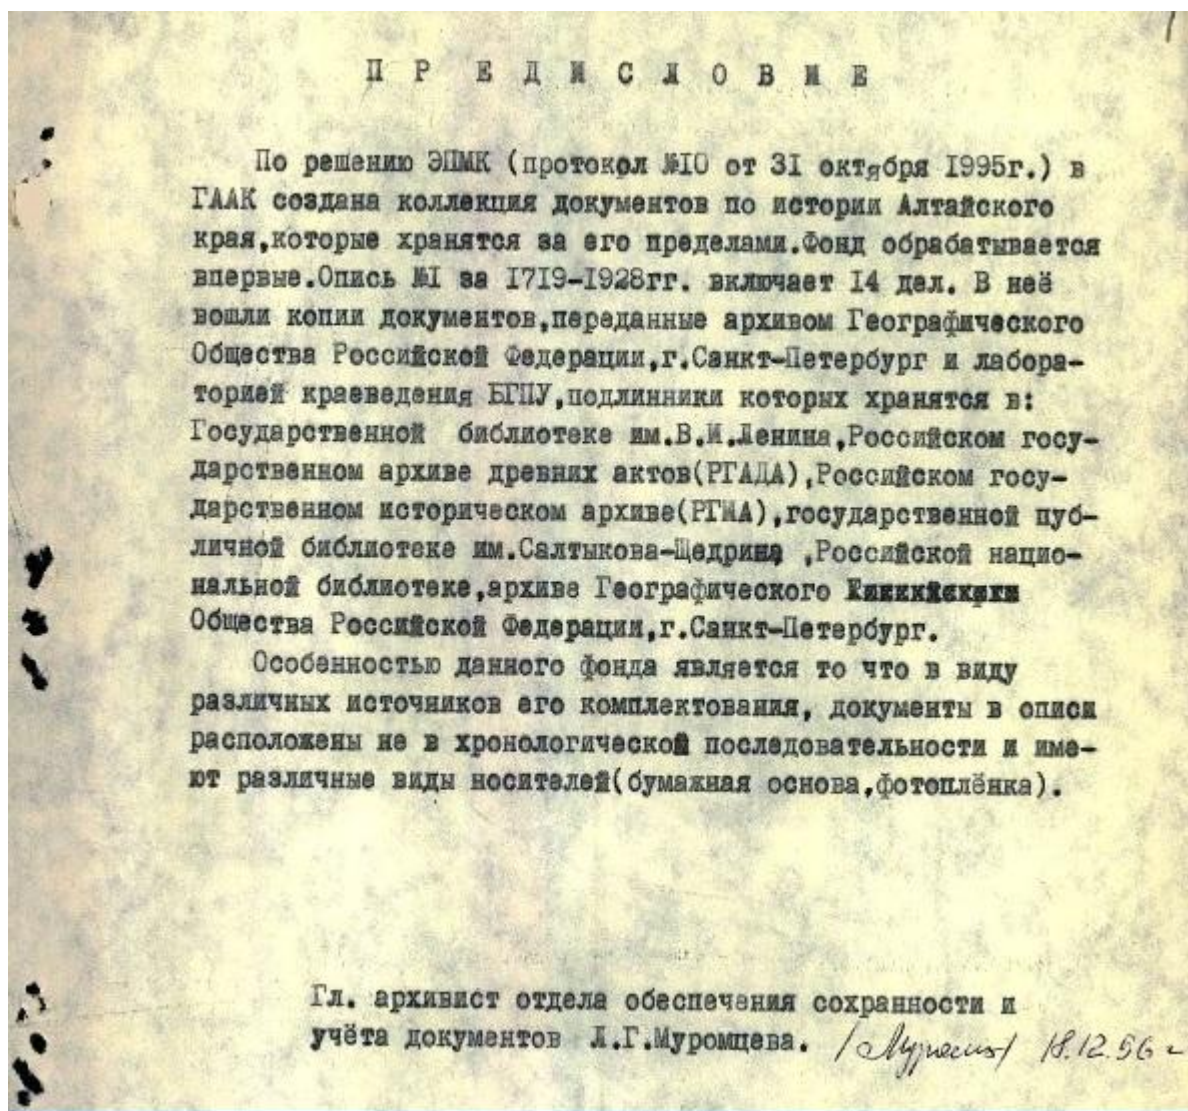 П Р Е Д И С Л О В И Е
По решению ЭПМК (протокол №10 от 31 октября 1995г.) в
ГААК создана коллекция документов по истории Алтайского
края,которые хранятся за его пределами.Фонд обрабатывается
впервые.Опись №1 за 1719-1928гг. включает 14 дел. В неё
вошли копии документов,переданные архивом Географического
Общества Российской Федерации,г.Санкт-Петербург и лабора-
торией краеведения БГПУ,подлинники которых хранятся в:
Государственной библиотеке им.В.И.Ленина,Российском госу-
дарственном архиве древних актов(РГАДА),Российском госу-
дарственном историческом архиве(РГИА),государственной пуб-
личной библиотеке им.Салтыкова-Щедрина ,Российской нацио-
нальной библиотеке,архиве Географического
Общества Российской Федерации,г.Санкт-Петербург.
Особенностью данного фонда является то что в виду
различных источников его комплектования, документы в описи
расположены не в хронологической последовательности и име-
ют различные виды носителей(бумажная основа,фотоплёнка).
Гл. архивист отдела обеспечения сохранности и
учёта документов Л.Г.Муромцева. 18.12.96 г